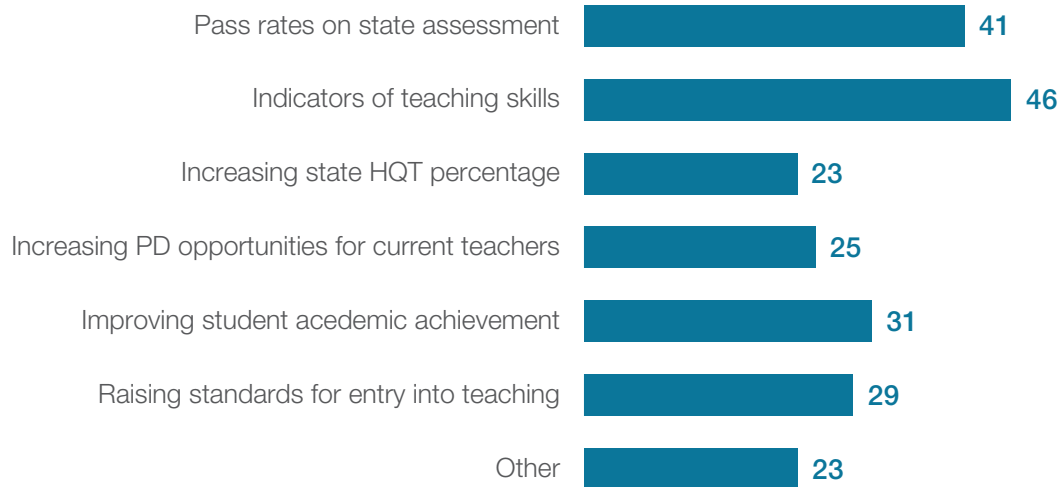 Pass rates on state assessment 41
Indicators of teaching skills 46
Increasing state HQT percentage 23
Increasing PD opportunities for current teachers 25
Improving student acedemic achievement 31
Raising standards for entry into teaching 29
Other 23